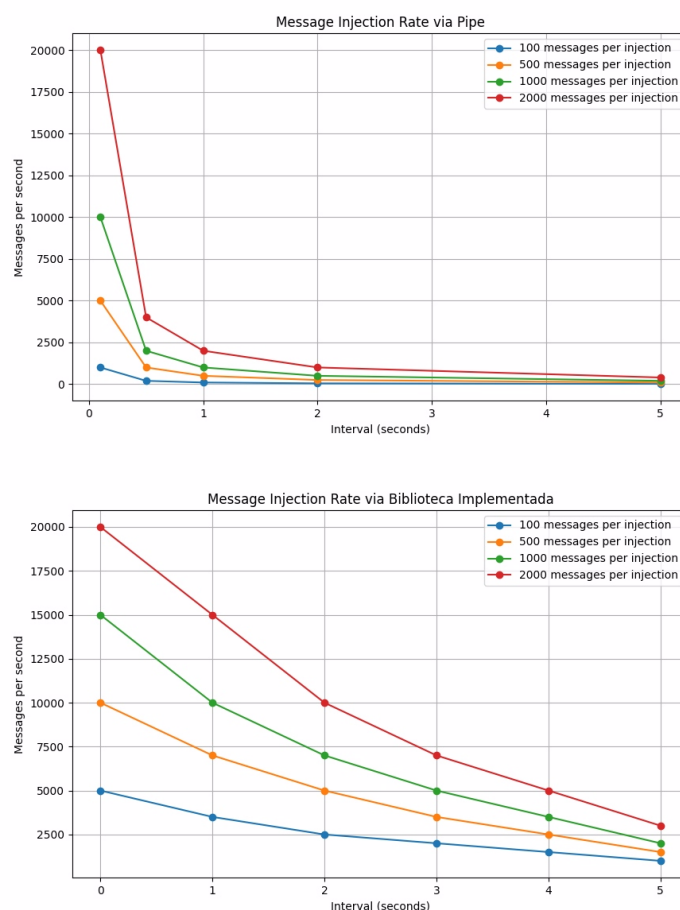 Message Injection Rate via Pipe
100 messages per injection
500 messages per injection
1000 messages per injection
2000 messages per injection
20000
17500
15000
12500
10000
7500
5000
2500
0
Messages per second
0 1 2 3 4 5
Interval (seconds)
Message Injection Rate via Biblioteca Implementada
100 messages per injection
500 messages per injection
1000 messages per injection
2000 messages per injection
20000
17500
15000
12500
10000
7500
5000
2500
Messages per second
0 1 2 3 4 5
Interval (seconds)